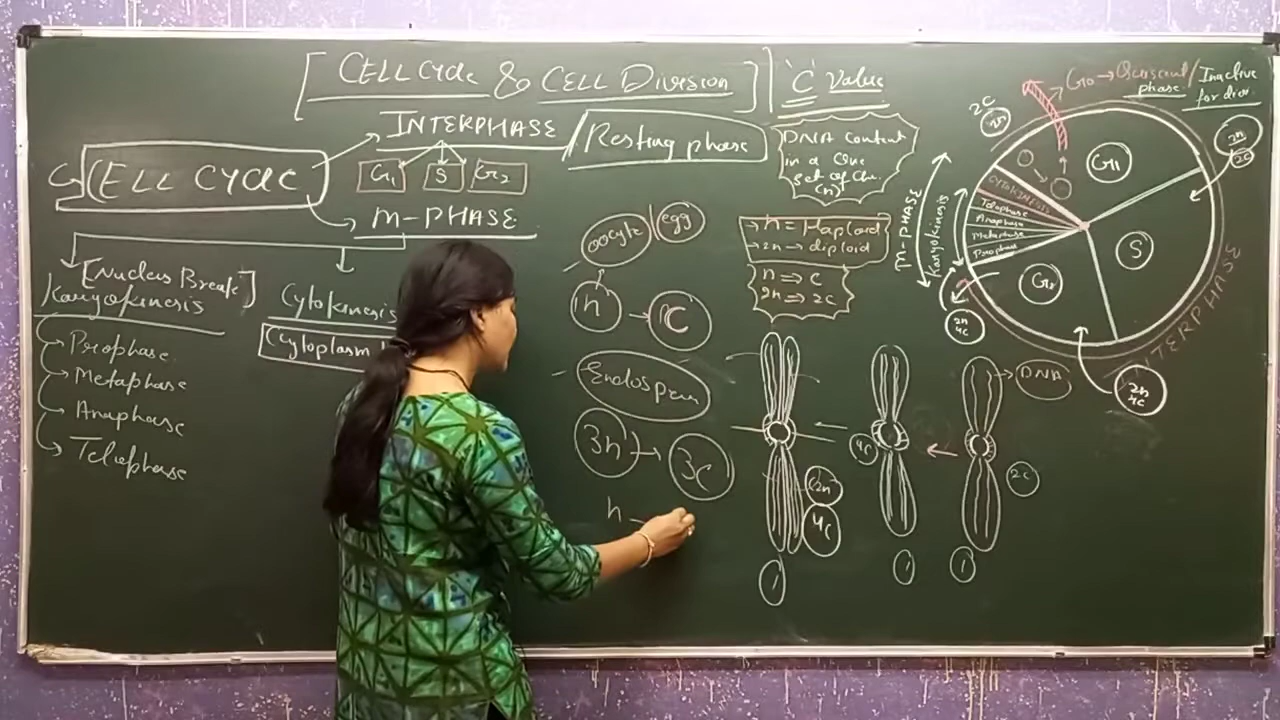 [CELL CYCLE & CELL DIVISION]
'C' Value
INTERPHASE / Resting phase
G1 S G2
CELL CYCLE
M-PHASE
[Nucleus Break]
Karyokinesis
Prophase
Metaphase
Anaphase
Telophase
Cytokinesis
Cytoplasm
DNA Content
in a One
set of Ch.
(n)
oocyte | egg
n → C
→ n = Haploid
→ 2n → diploid
n ⇒ C
2n ⇒ 2C
Endosperm
3n → 3C
n
2n
4C
1
4C
1
DNA
2C
1
G0 → Quiescent phase / Inactive
for div.
2C
2n
G1
2n
2C
S
G2
CYTOKINESIS
Telophase
Anaphase
Metaphase
Prophase
M-PHASE
Karyokinesis
2n
4C
2n
4C
INTERPHASE